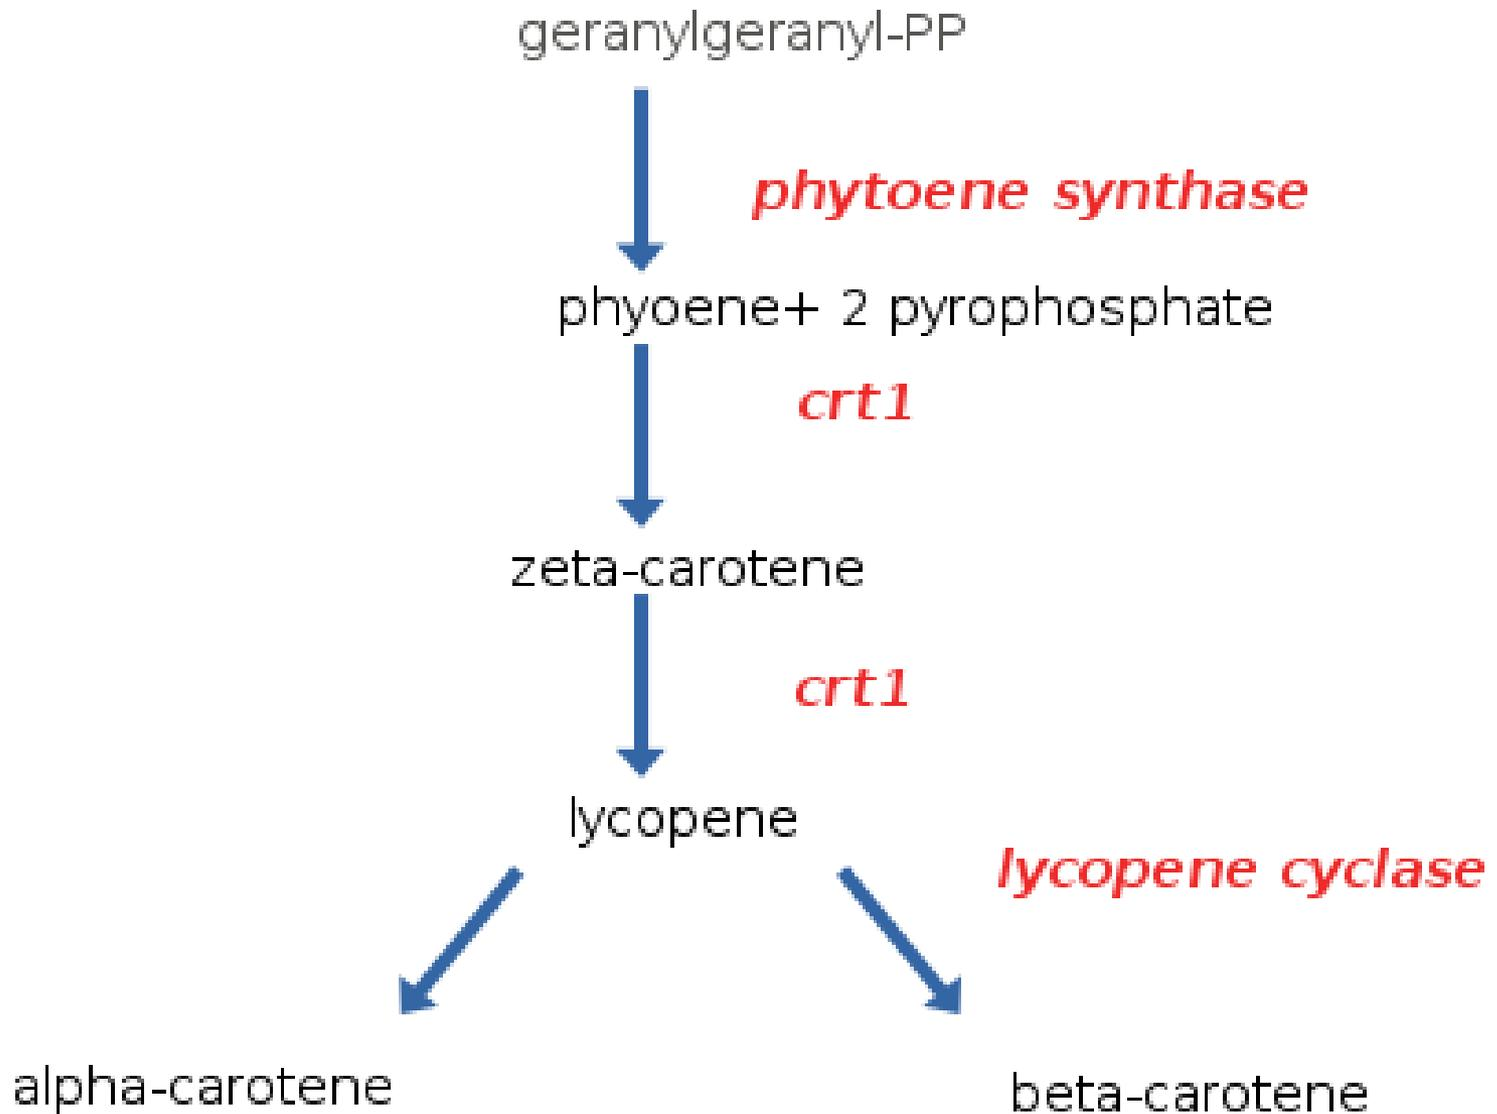 geranylgeranyl-PP
phytoene synthase
phyoene+ 2 pyrophosphate
crt1
zeta-carotene
crt1
lycopene
lycopene cyclase
alpha-carotene
beta-carotene